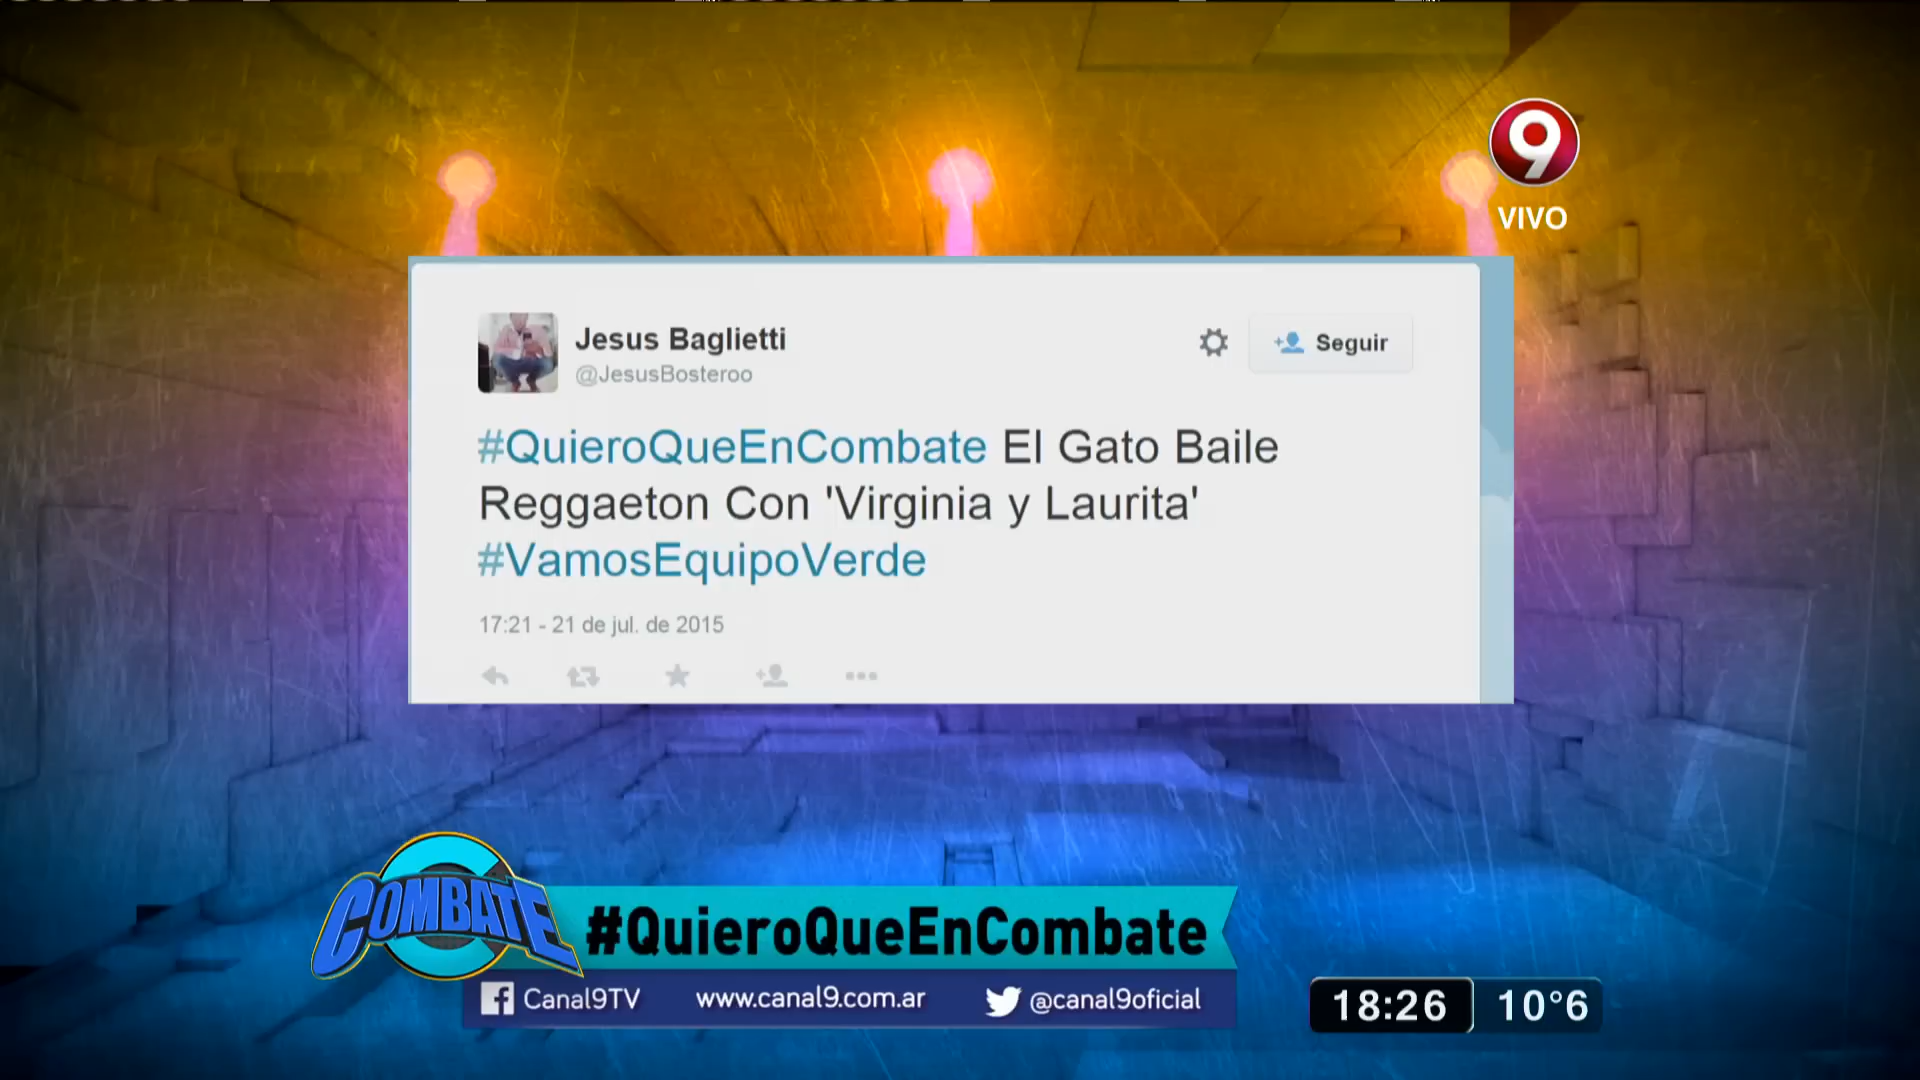 9
VIVO
Jesus Baglietti
@JesusBosteroo
Seguir
#QuieroQueEnCombate El Gato Baile
Reggaeton Con 'Virginia y Laurita'
#VamosEquipoVerde
17:21 - 21 de jul. de 2015
COMBATE
#QuieroQueEnCombate
Canal9TV www.canal9.com.ar @canal9oficial
18:26 10°6